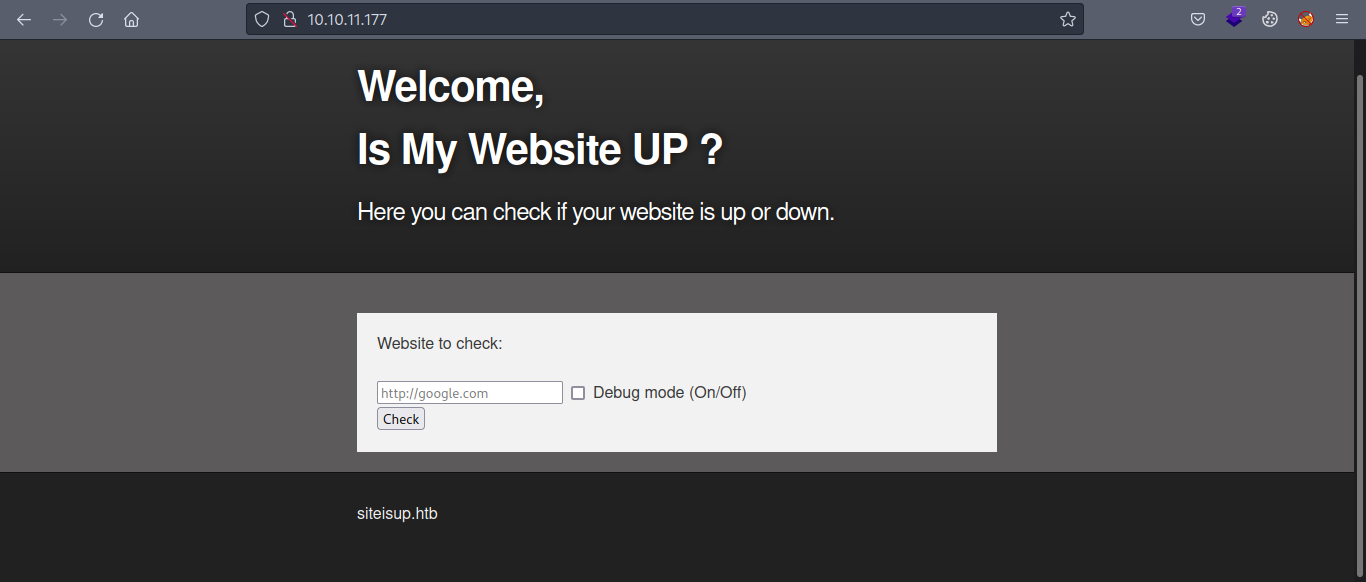 10.10.11.177
2
Welcome,
Is My Website UP ?
Here you can check if your website is up or down.
Website to check:
http://google.com Debug mode (On/Off)
Check
siteisup.htb